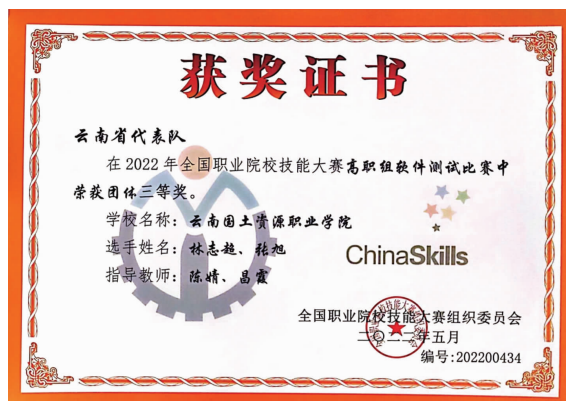 获奖证书
云南省代表队
在2022年全国职业院校技能大赛高职组软件测试比赛中
荣获团体三等奖。
学校名称：云南国土资源职业学院
选手姓名：林志超、张旭
指导教师：陈婧、昌霞
ChinaSkills
全国职业院校技能大赛组织委员会
二〇二二年五月
编号:202200434